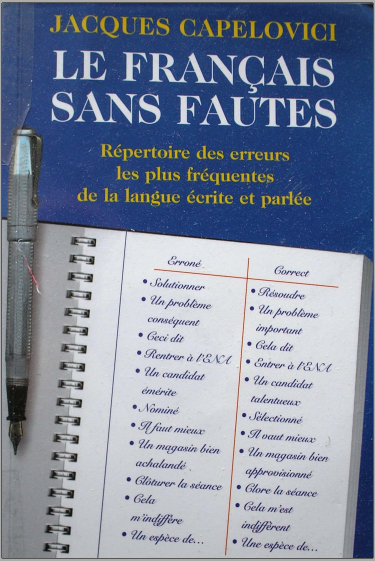 JACQUES CAPELOVICI
LE FRANÇAIS
SANS FAUTES
Répertoire des erreurs
les plus fréquentes
de la langue écrite et parlée
Erroné
• Solutionner
• Un problème
conséquent
• Ceci dit
• Rentrer à l'ENA
• Un candidat
émérite
• Nominé
• Il faut mieux
• Un magasin bien
achalandé
• Clôturer la séance
• Cela
m'indiffère
• Un espèce de...
Correct
• Résoudre
• Un problème
important
• Cela dit
• Entrer à l'ENA
• Un candidat
talentueux
• Sélectionné
• Il vaut mieux
• Un magasin bien
approvisionné
• Clore la séance
• Cela m'est
indifférent
• Une espèce de...